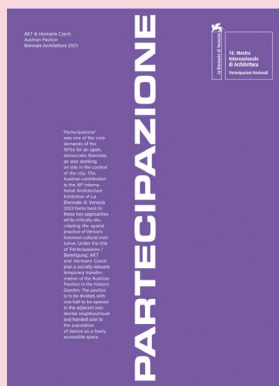 AKT & Hermann Czech
Austrian Pavilion
Biennale Architettura 2023
La Biennale di Venezia
18. Mostra
Internazionale
di Architettura
Partecipazioni Nazionali
PARTECIPAZIONE
'Partecipazione'
was one of the core
demands of the
1970s for an open,
democratic Biennale,
as was working
on site in the context
of the city. The
Austrian contribution
to the 18th Interna-
tional Architecture
Exhibition of La
Biennale di Venezia
2023 harks back to
these two approaches
while critically elu-
cidating the spatial
practice of Venice's
foremost cultural insti-
tution. Under the title
of 'Partecipazione /
Beteiligung', AKT
and Hermann Czech
plan a socially relevant
temporary transfor-
mation of the Austrian
Pavilion in the historic
Giardini. The pavilion
is to be divided, with
one half to be opened
to the adjacent resi-
dential neighbourhood
and handed over to
the population
of Venice as a freely
accessible space.